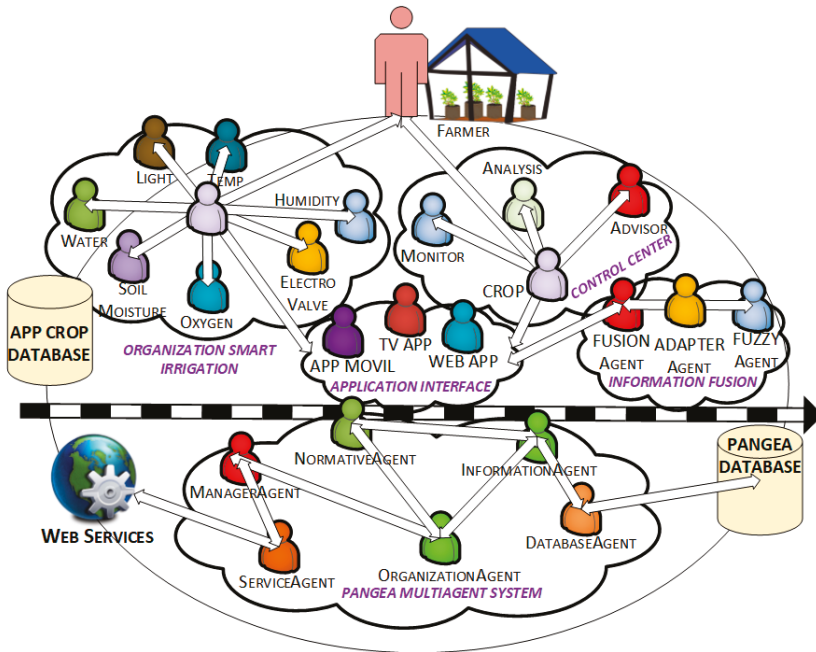 FARMER
LIGHT
TEMP
ANALYSIS
HUMIDITY
ADVISOR
WATER
MONITOR
SOIL
MOISTURE
ELECTRO
VALVE
CROP
CONTROL CENTER
OXYGEN
APP CROP
DATABASE
ORGANIZATION SMART
IRRIGATION
TV APP
APP MOVIL
WEB APP
APPLICATION INTERFACE
FUSION
AGENT
ADAPTER
AGENT
FUZZY
AGENT
INFORMATION FUSION
NORMATIVEAGENT
INFORMATIONAGENT
PANGEA
DATABASE
MANAGERAGENT
WEB SERVICES
DATABASEAGENT
SERVICEAGENT
ORGANIZATIONAGENT
PANGEA MULTIAGENT SYSTEM